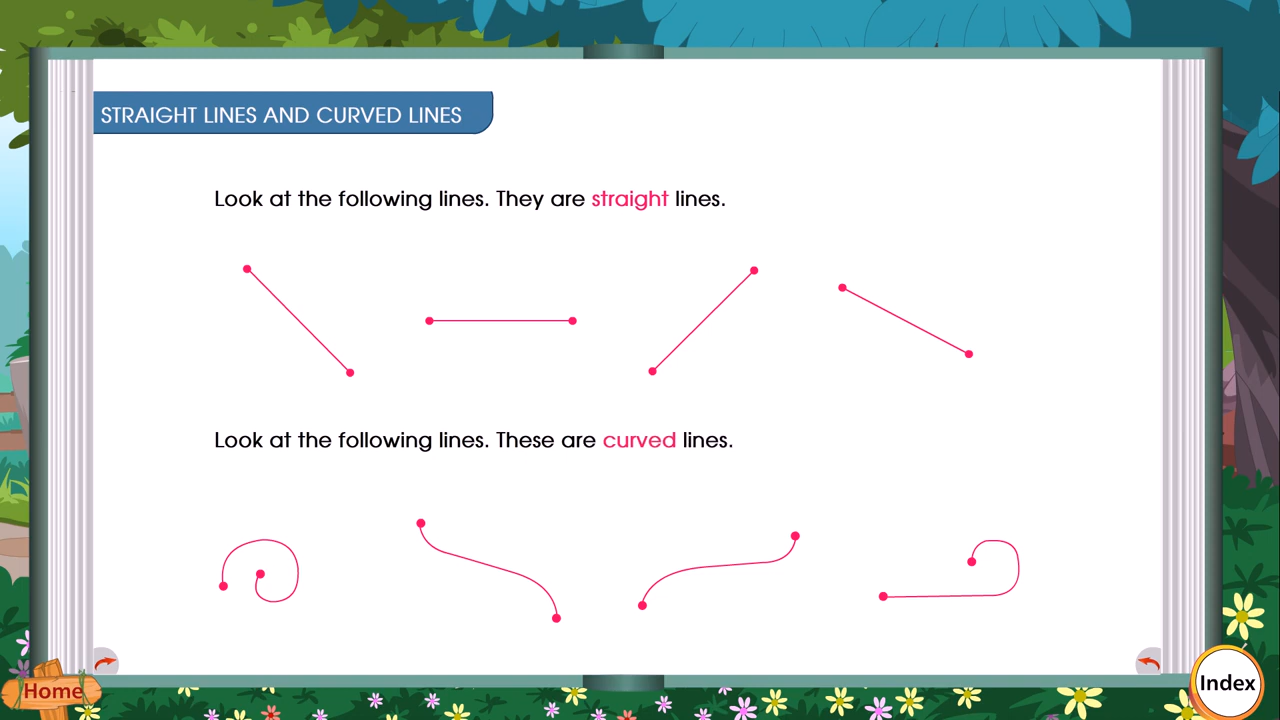 STRAIGHT LINES AND CURVED LINES
Look at the following lines. They are straight lines.
Look at the following lines. These are curved lines.
Home
Index